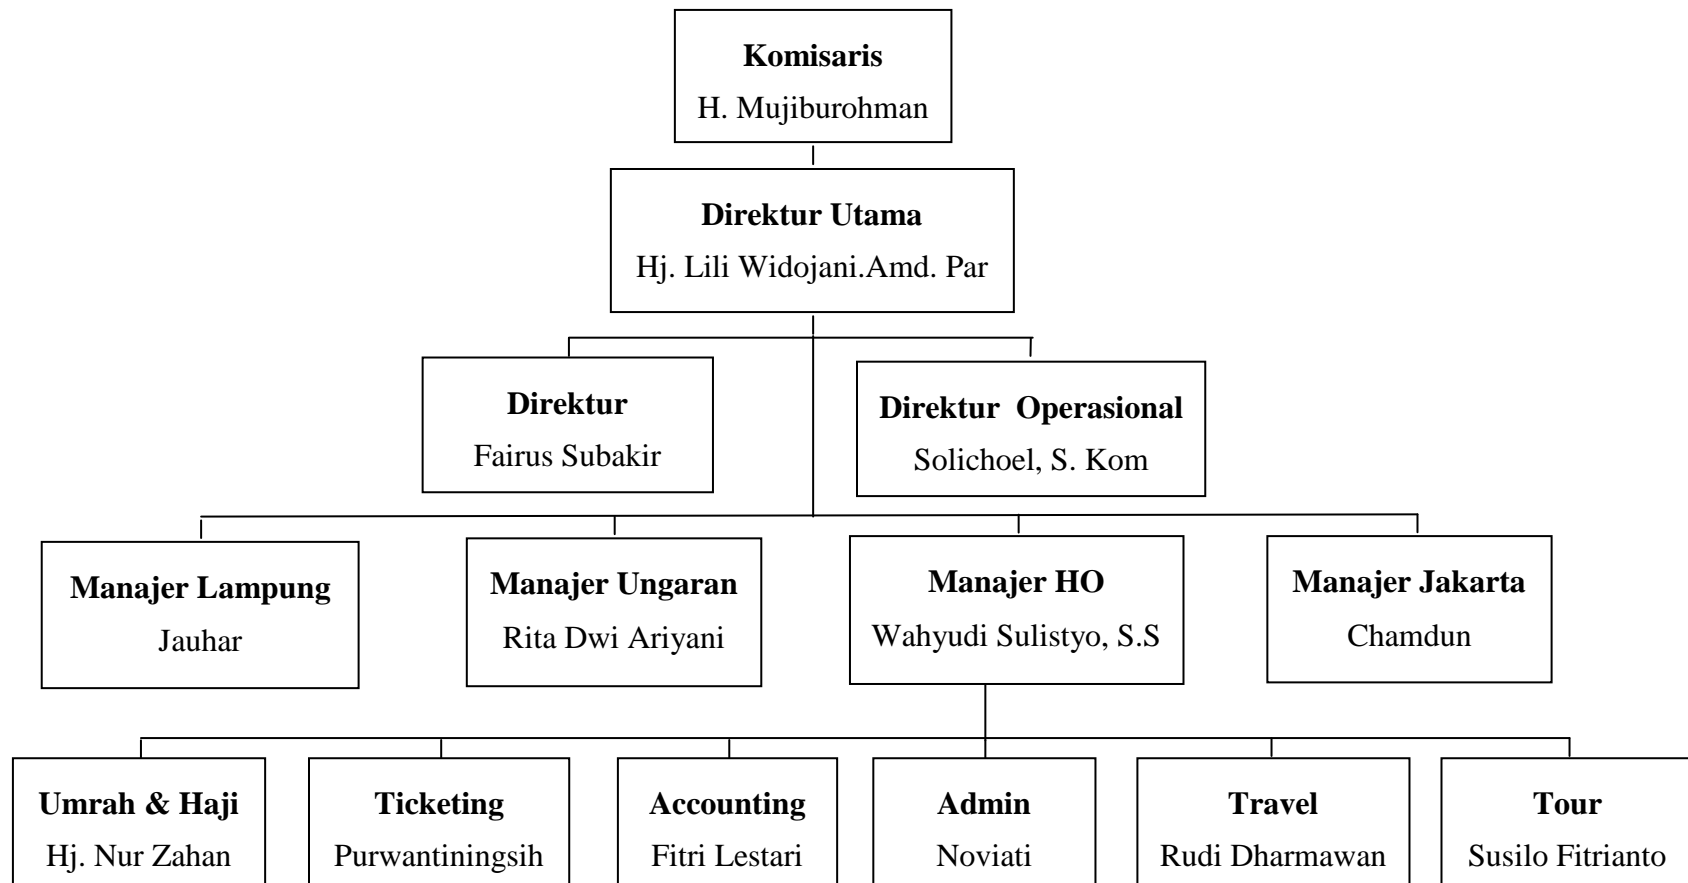 Komisaris
H. Mujiburohman
Direktur Utama
Hj. Lili Widojani.Amd. Par
Direktur
Fairus Subakir
Direktur  Operasional
Solichoel, S. Kom
Manajer Lampung
Jauhar
Manajer Ungaran
Rita Dwi Ariyani
Manajer HO
Wahyudi Sulistyo, S.S
Manajer Jakarta
Chamdun
Umrah & Haji
Hj. Nur Zahan
Ticketing
Purwantiningsih
Accounting
Fitri Lestari
Admin
Noviati
Travel
Rudi Dharmawan
Tour
Susilo Fitrianto